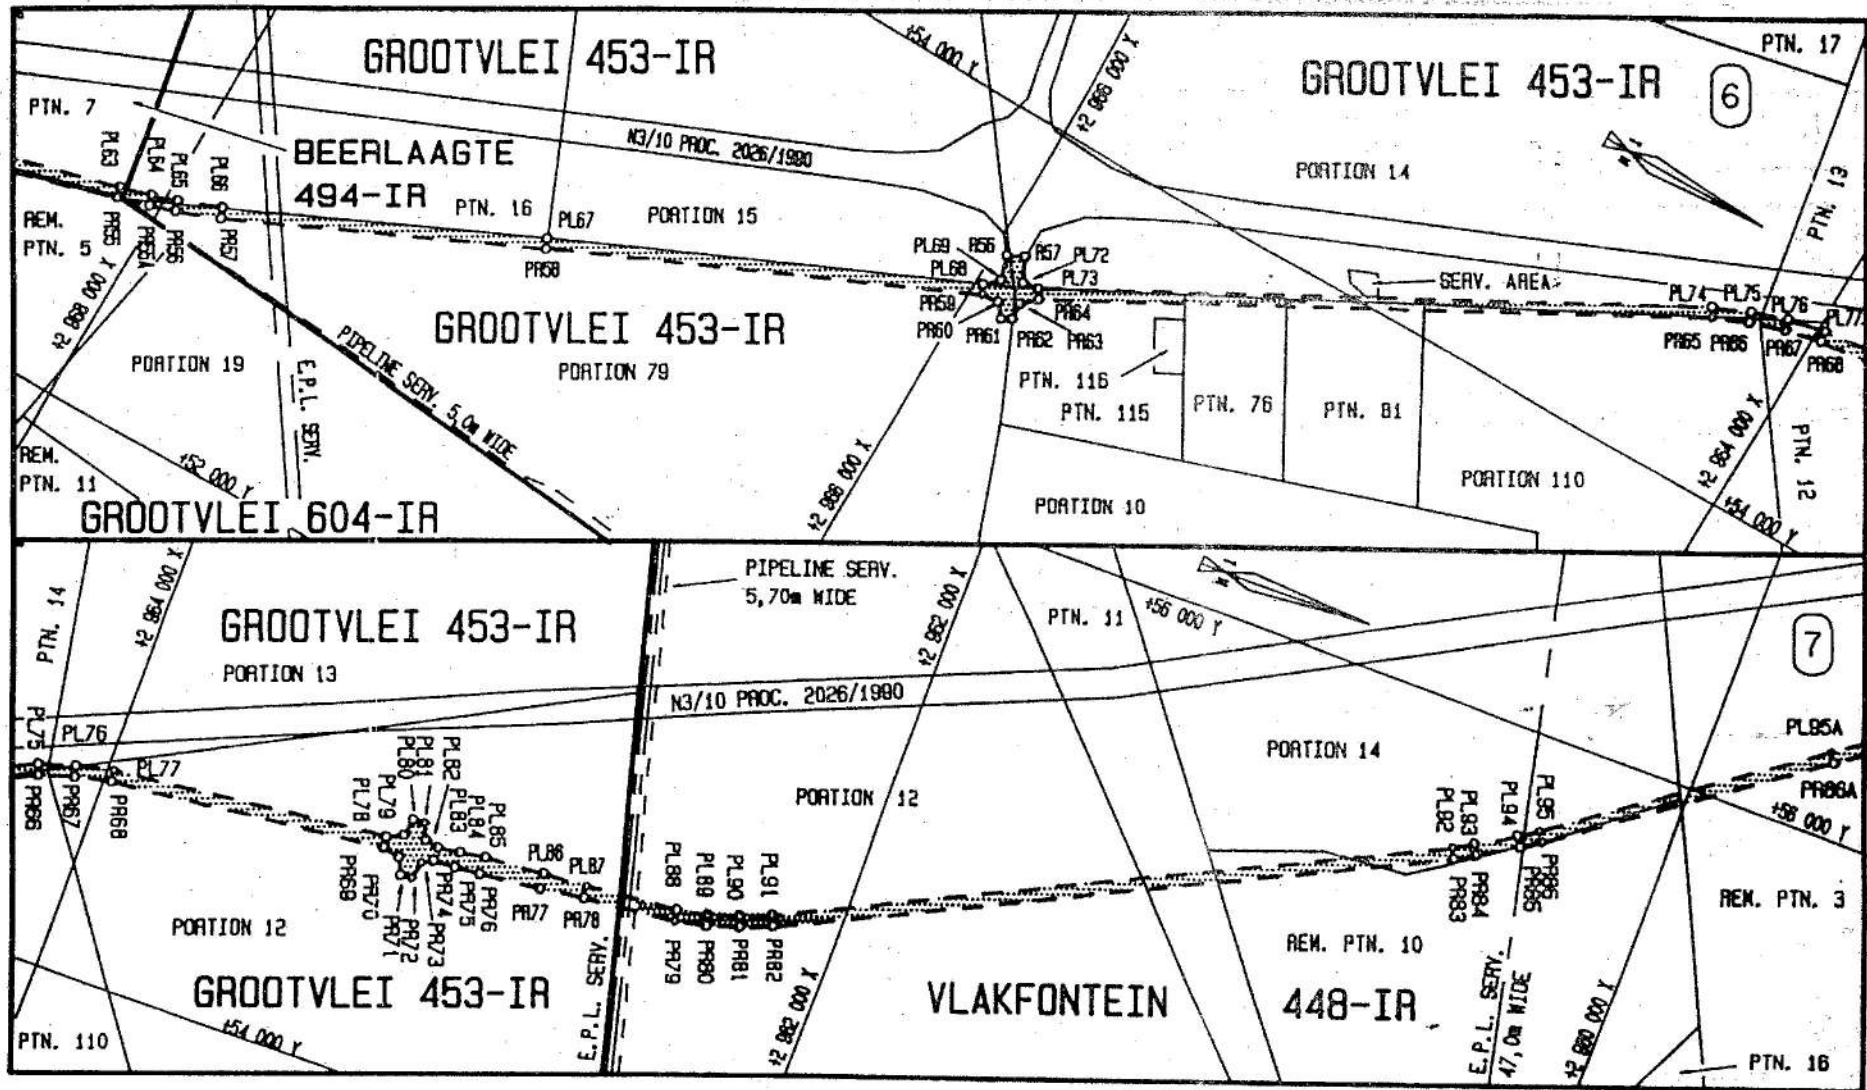 GROOTVLEI 453-IR
GROOTVLEI 453-IR
PTN. 17
6
PTN. 7
+54 000 Y
+2 966 000 X
N3/10 PROC. 2026/1980
BEERLAAGTE
494-IR
PTN. 16
PORTION 15
PORTION 14
N
PTN. 13
PL63
PL64
PL65
PL66
PL67
PL69
R56
R57
PL72
PL68
PL73
SERV. AREA
PL74
PL75
PL76
PL77
REM.
PTN. 5
PR55
PR55A
PR56
PR57
PR58
PR59
PR60
PR61
PR62
PR63
PR64
PR65
PR66
PR67
PR68
+2 968 000 X
GROOTVLEI 453-IR
PORTION 79
PORTION 19
E.P.L. SERV.
PIPELINE SERV. 5,0m WIDE
PTN. 116
PTN. 115
PTN. 76
PTN. 81
REM.
PTN. 11
+52 000 Y
+2 966 000 X
PORTION 110
PORTION 10
+2 964 000 X
+54 000 Y
PTN. 12
GROOTVLEI 604-IR
PTN. 14
+2 964 000 X
GROOTVLEI 453-IR
PORTION 13
PIPELINE SERV.
5,70m WIDE
+2 962 000 X
PTN. 11
+56 000 Y
N
7
N3/10 PROC. 2026/1980
PL75
PL76
PL77
PL78
PL79
PL80
PL81
PL82
PL83
PL84
PL85
PL86
PL87
PL88
PL89
PL90
PL91
PL92
PL93
PL94
PL95
PL95A
PORTION 12
PORTION 14
PR66
PR67
PR68
PR69
PR70
PR71
PR72
PR73
PR74
PR75
PR76
PR77
PR78
PR79
PR80
PR81
PR82
PR83
PR84
PR85
PR86
PR86A
+56 000 Y
PORTION 12
GROOTVLEI 453-IR
E.P.L. SERV.
+2 962 000 X
VLAKFONTEIN 448-IR
REM. PTN. 10
E.P.L. SERV.
47,0m WIDE
+2 960 000 X
REM. PTN. 3
PTN. 110
+54 000 Y
PTN. 16